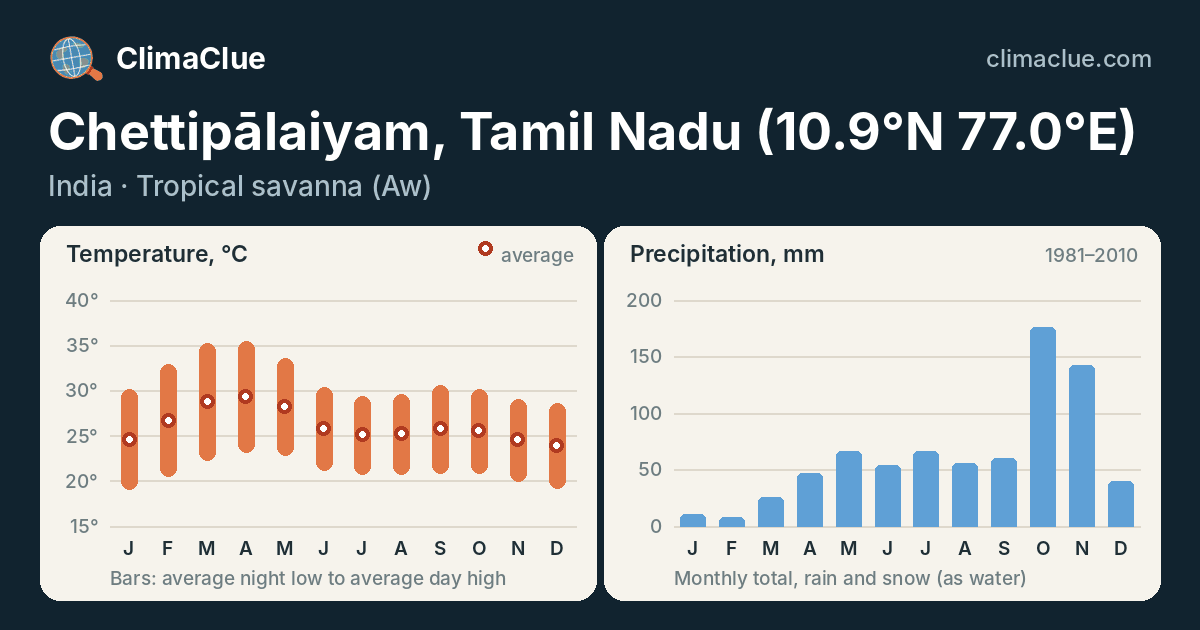 ClimaClue
climaclue.com
Chettipālaiyam, Tamil Nadu (10.9°N 77.0°E)
India · Tropical savanna (Aw)
Temperature, °C
average
40°
35°
30°
25°
20°
15°
J F M A M J J A S O N D
Bars: average night low to average day high
Precipitation, mm
1981–2010
200
150
100
50
0
J F M A M J J A S O N D
Monthly total, rain and snow (as water)